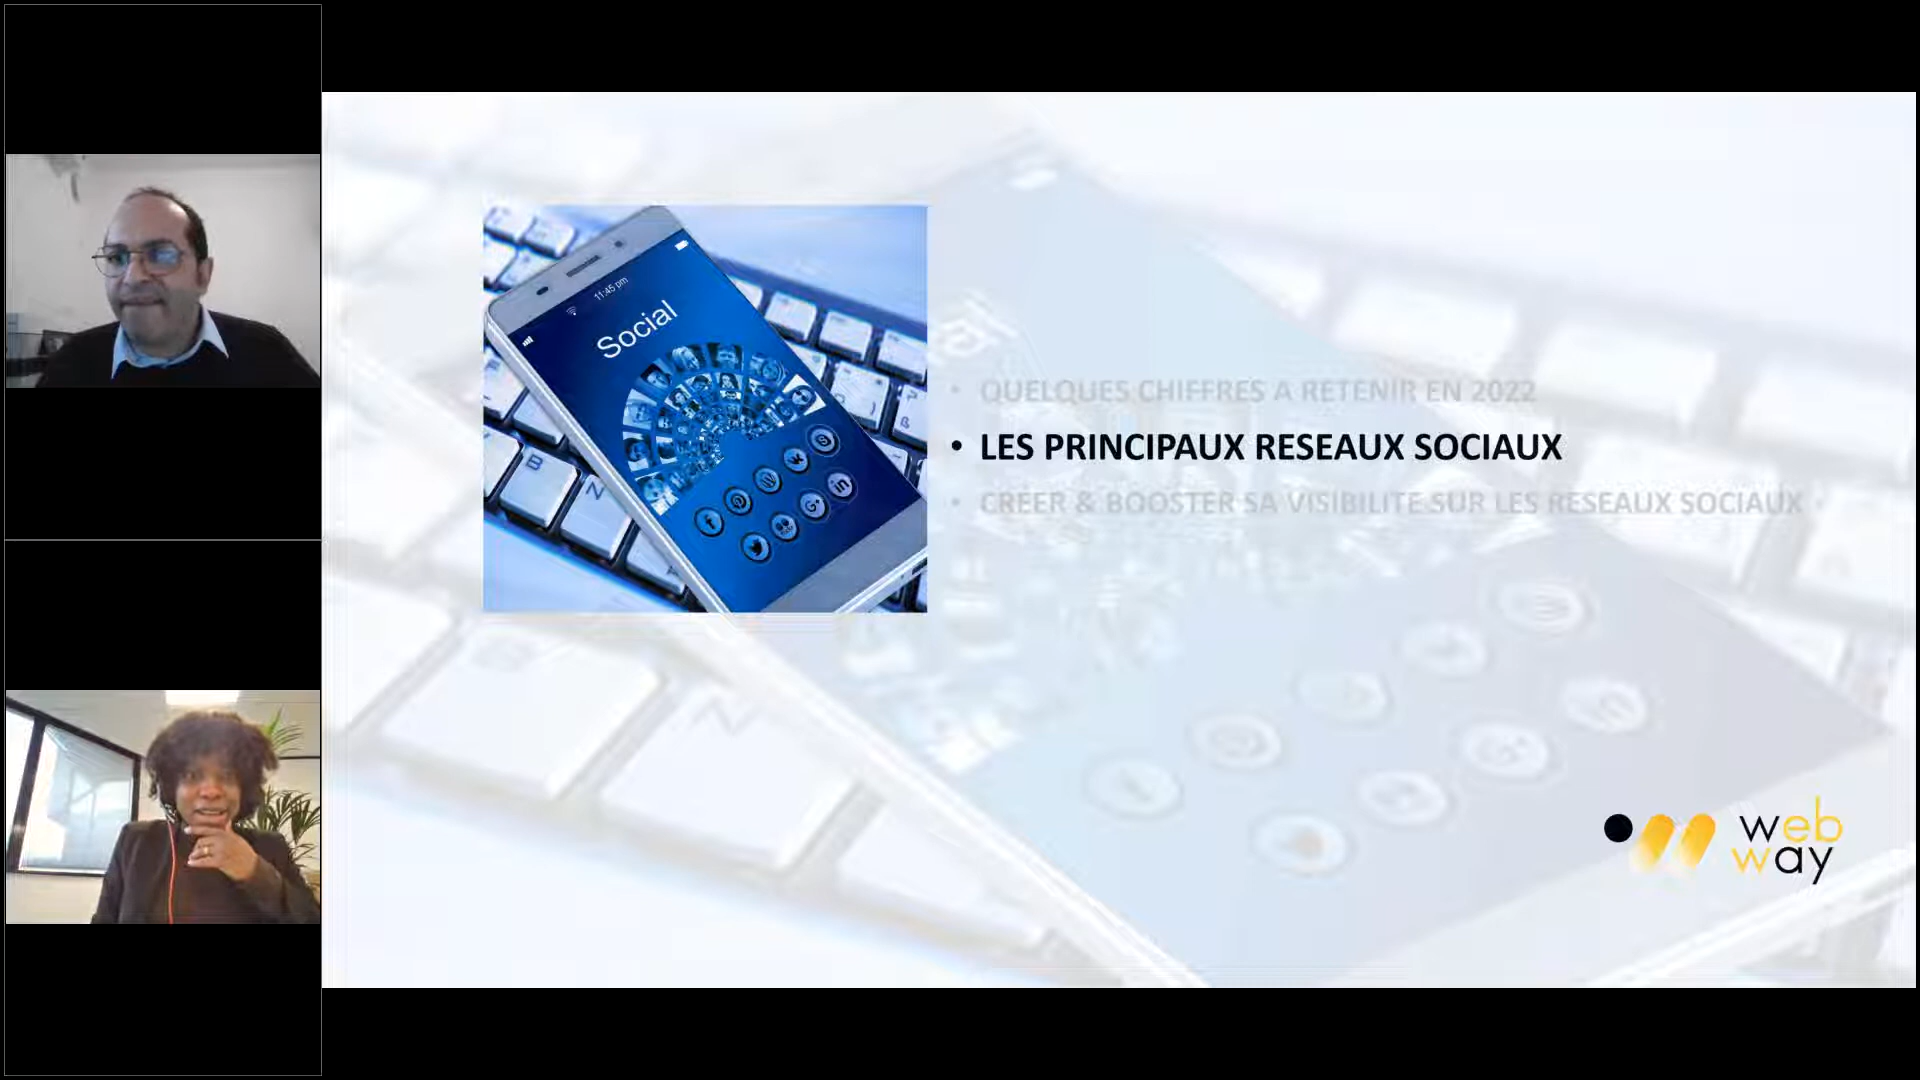 11:45 pm
Social
B
N
• QUELQUES CHIFFRES A RETENIR EN 2022
• LES PRINCIPAUX RESEAUX SOCIAUX
• CREER & BOOSTER SA VISIBILITE SUR LES RESEAUX SOCIAUX •
web
way